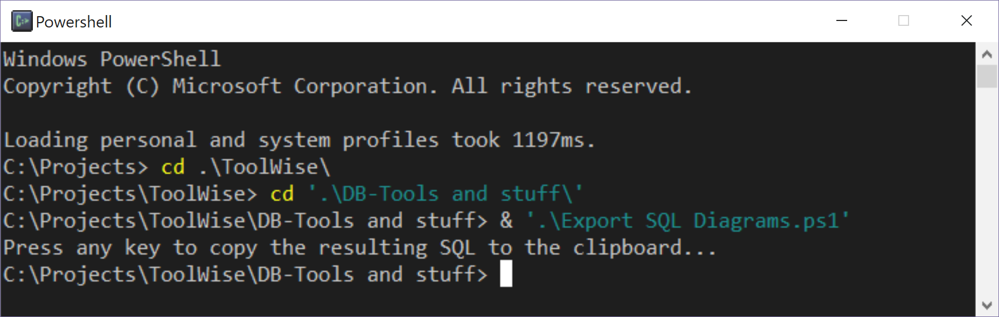 Powershell
Windows PowerShell
Copyright (C) Microsoft Corporation. All rights reserved.
Loading personal and system profiles took 1197ms.
C:\Projects> cd .\ToolWise\
C:\Projects\ToolWise> cd '.\DB-Tools and stuff\'
C:\Projects\ToolWise\DB-Tools and stuff> & '.\Export SQL Diagrams.ps1'
Press any key to copy the resulting SQL to the clipboard...
C:\Projects\ToolWise\DB-Tools and stuff>